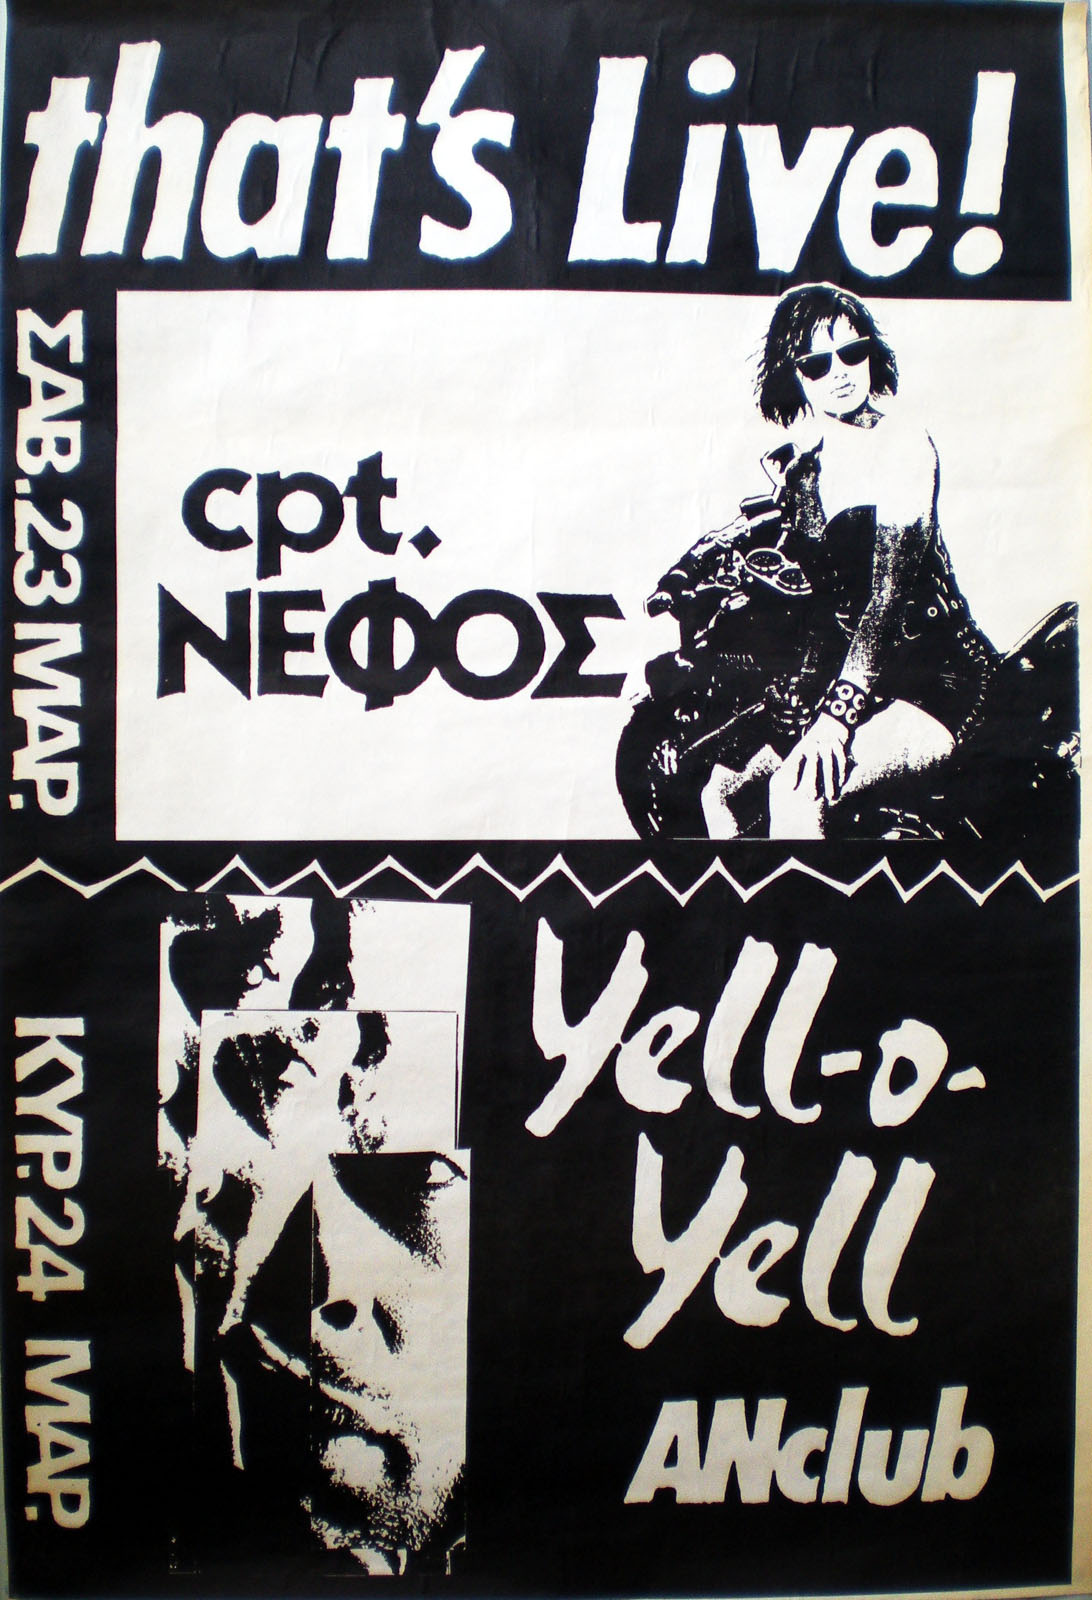 that's Live!
ΣΑΒ. 23 ΜΑΡ.
cpt.
ΝΕΦΟΣ
ΚΥΡ. 24 ΜΑΡ.
Yell-o-
Yell
ANclub